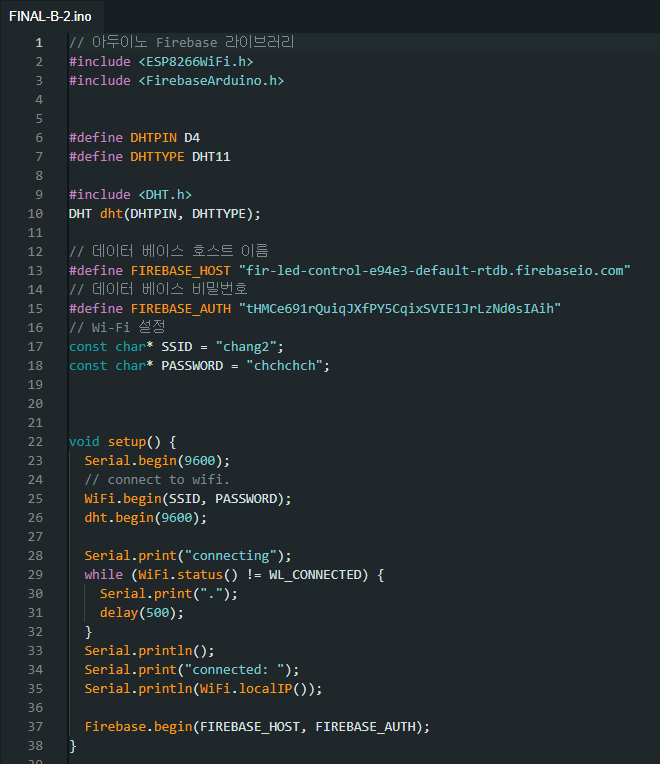 FINAL-B-2.ino
1 // 아두이노 Firebase 라이브러리
2 #include <ESP8266WiFi.h>
3 #include <FirebaseArduino.h>
4
5
6 #define DHTPIN D4
7 #define DHTTYPE DHT11
8
9 #include <DHT.h>
10 DHT dht(DHTPIN, DHTTYPE);
11
12 // 데이터 베이스 호스트 이름
13 #define FIREBASE_HOST "fir-led-control-e94e3-default-rtdb.firebaseio.com"
14 // 데이터 베이스 비밀번호
15 #define FIREBASE_AUTH "tHMCe691rQuiqJXfPY5CqixSVIE1JrLzNd0sIAih"
16 // Wi-Fi 설정
17 const char* SSID = "chang2";
18 const char* PASSWORD = "chchchch";
19
20
21
22 void setup() {
23   Serial.begin(9600);
24   // connect to wifi.
25   WiFi.begin(SSID, PASSWORD);
26   dht.begin(9600);
27
28   Serial.print("connecting");
29   while (WiFi.status() != WL_CONNECTED) {
30     Serial.print(".");
31     delay(500);
32   }
33   Serial.println();
34   Serial.print("connected: ");
35   Serial.println(WiFi.localIP());
36
37   Firebase.begin(FIREBASE_HOST, FIREBASE_AUTH);
38 }